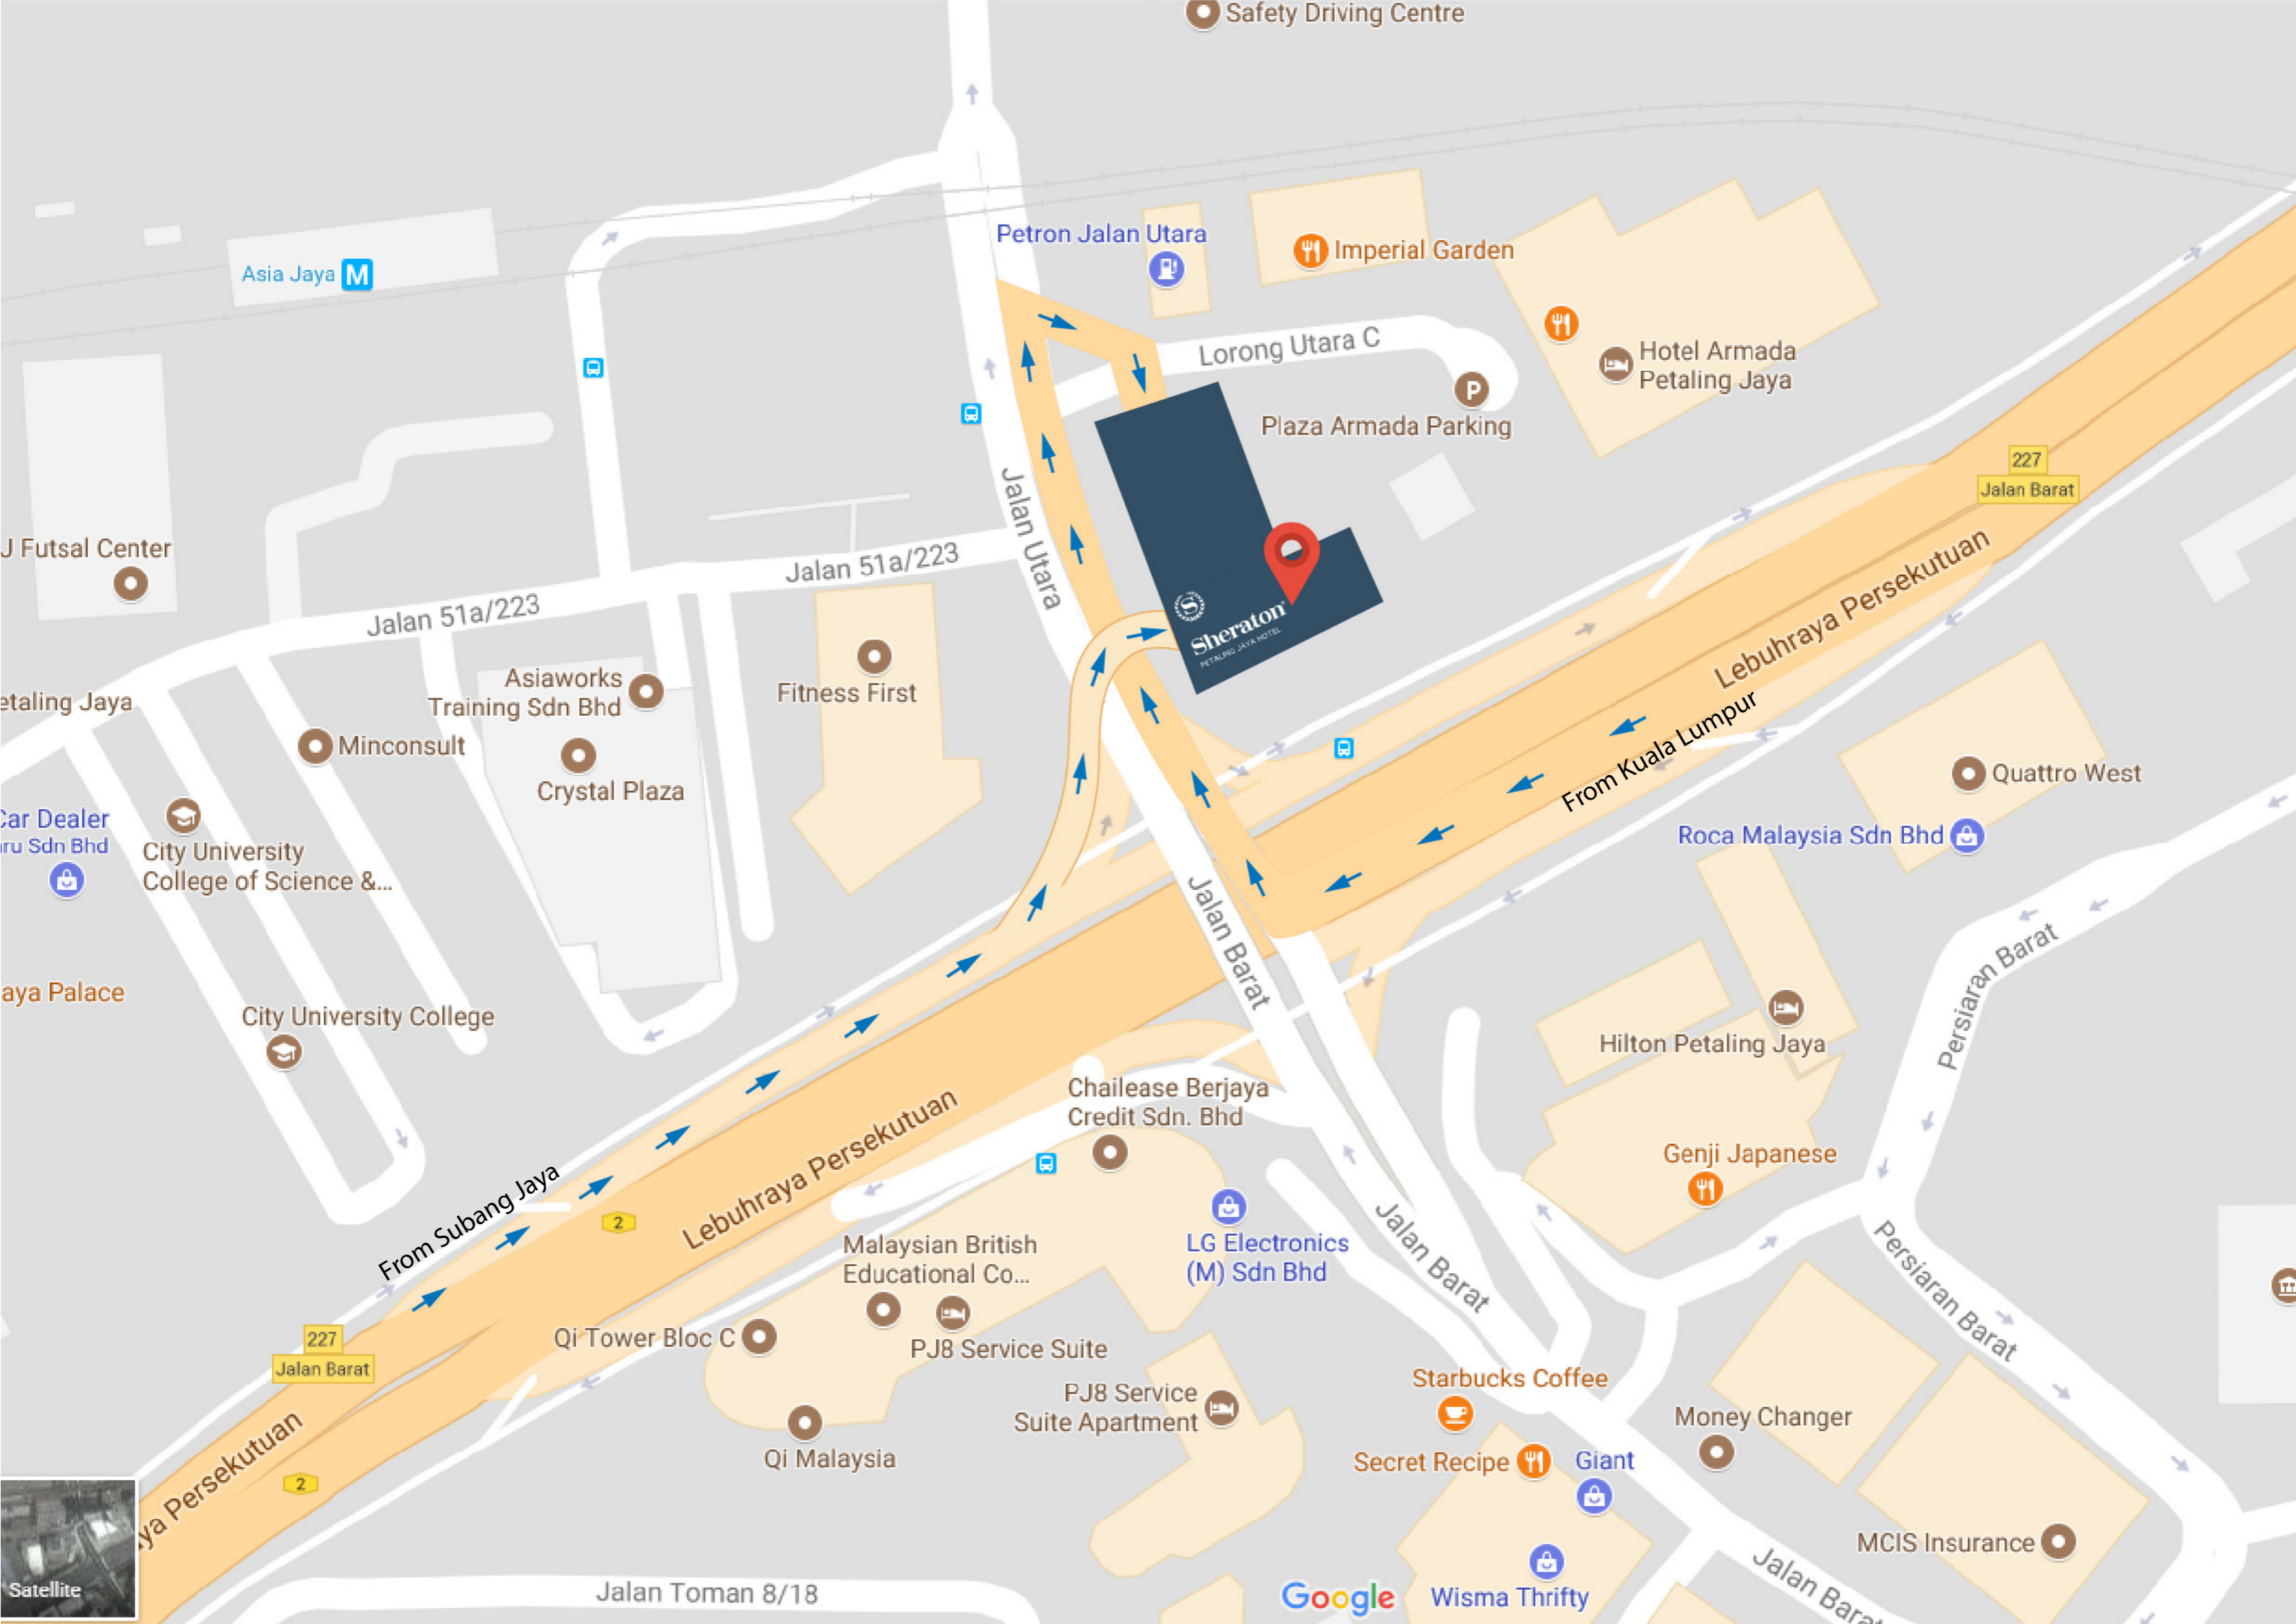 Safety Driving Centre
Petron Jalan Utara
Imperial Garden
Asia Jaya M
Lorong Utara C
Hotel Armada
Petaling Jaya
P
Plaza Armada Parking
227
Jalan Barat
Jalan Utara
J Futsal Center
Jalan 51a/223
Jalan 51a/223
Lebuhraya Persekutuan
Sheraton
PETALING JAYA HOTEL
From Kuala Lumpur
Asiaworks
Training Sdn Bhd
Fitness First
etaling Jaya
Minconsult
Crystal Plaza
Quattro West
Car Dealer
ru Sdn Bhd
City University
College of Science &...
Roca Malaysia Sdn Bhd
Jalan Barat
Persiaran Barat
aya Palace
City University College
Hilton Petaling Jaya
Chailease Berjaya
Credit Sdn. Bhd
Lebuhraya Persekutuan
From Subang Jaya
2
Genji Japanese
LG Electronics
(M) Sdn Bhd
Jalan Barat
Persiaran Barat
Malaysian British
Educational Co...
Qi Tower Bloc C
PJ8 Service Suite
227
Jalan Barat
PJ8 Service
Suite Apartment
Starbucks Coffee
Money Changer
Qi Malaysia
Secret Recipe
Giant
2
ya Persekutuan
MCIS Insurance
Jalan Barat
Satellite
Jalan Toman 8/18
Google
Wisma Thrifty